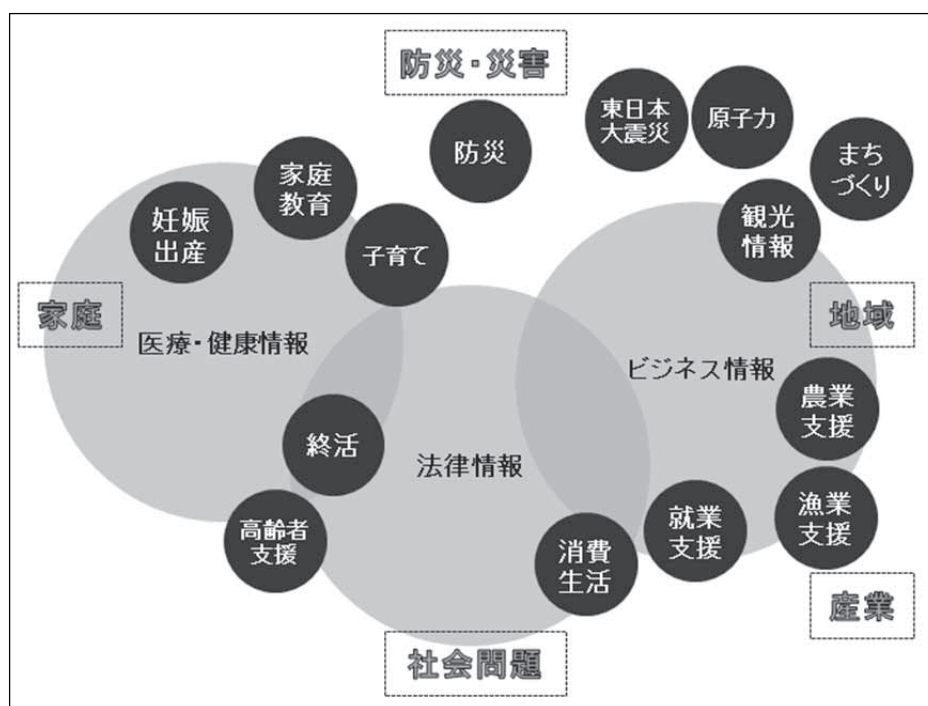 防災・災害
東日本
大震災
原子力
防災
まち
づくり
家庭
教育
妊娠
出産
観光
情報
子育て
家庭
地域
医療・健康情報
ビジネス情報
農業
支援
終活
法律情報
漁業
支援
就業
支援
高齢者
支援
消費
生活
産業
社会問題